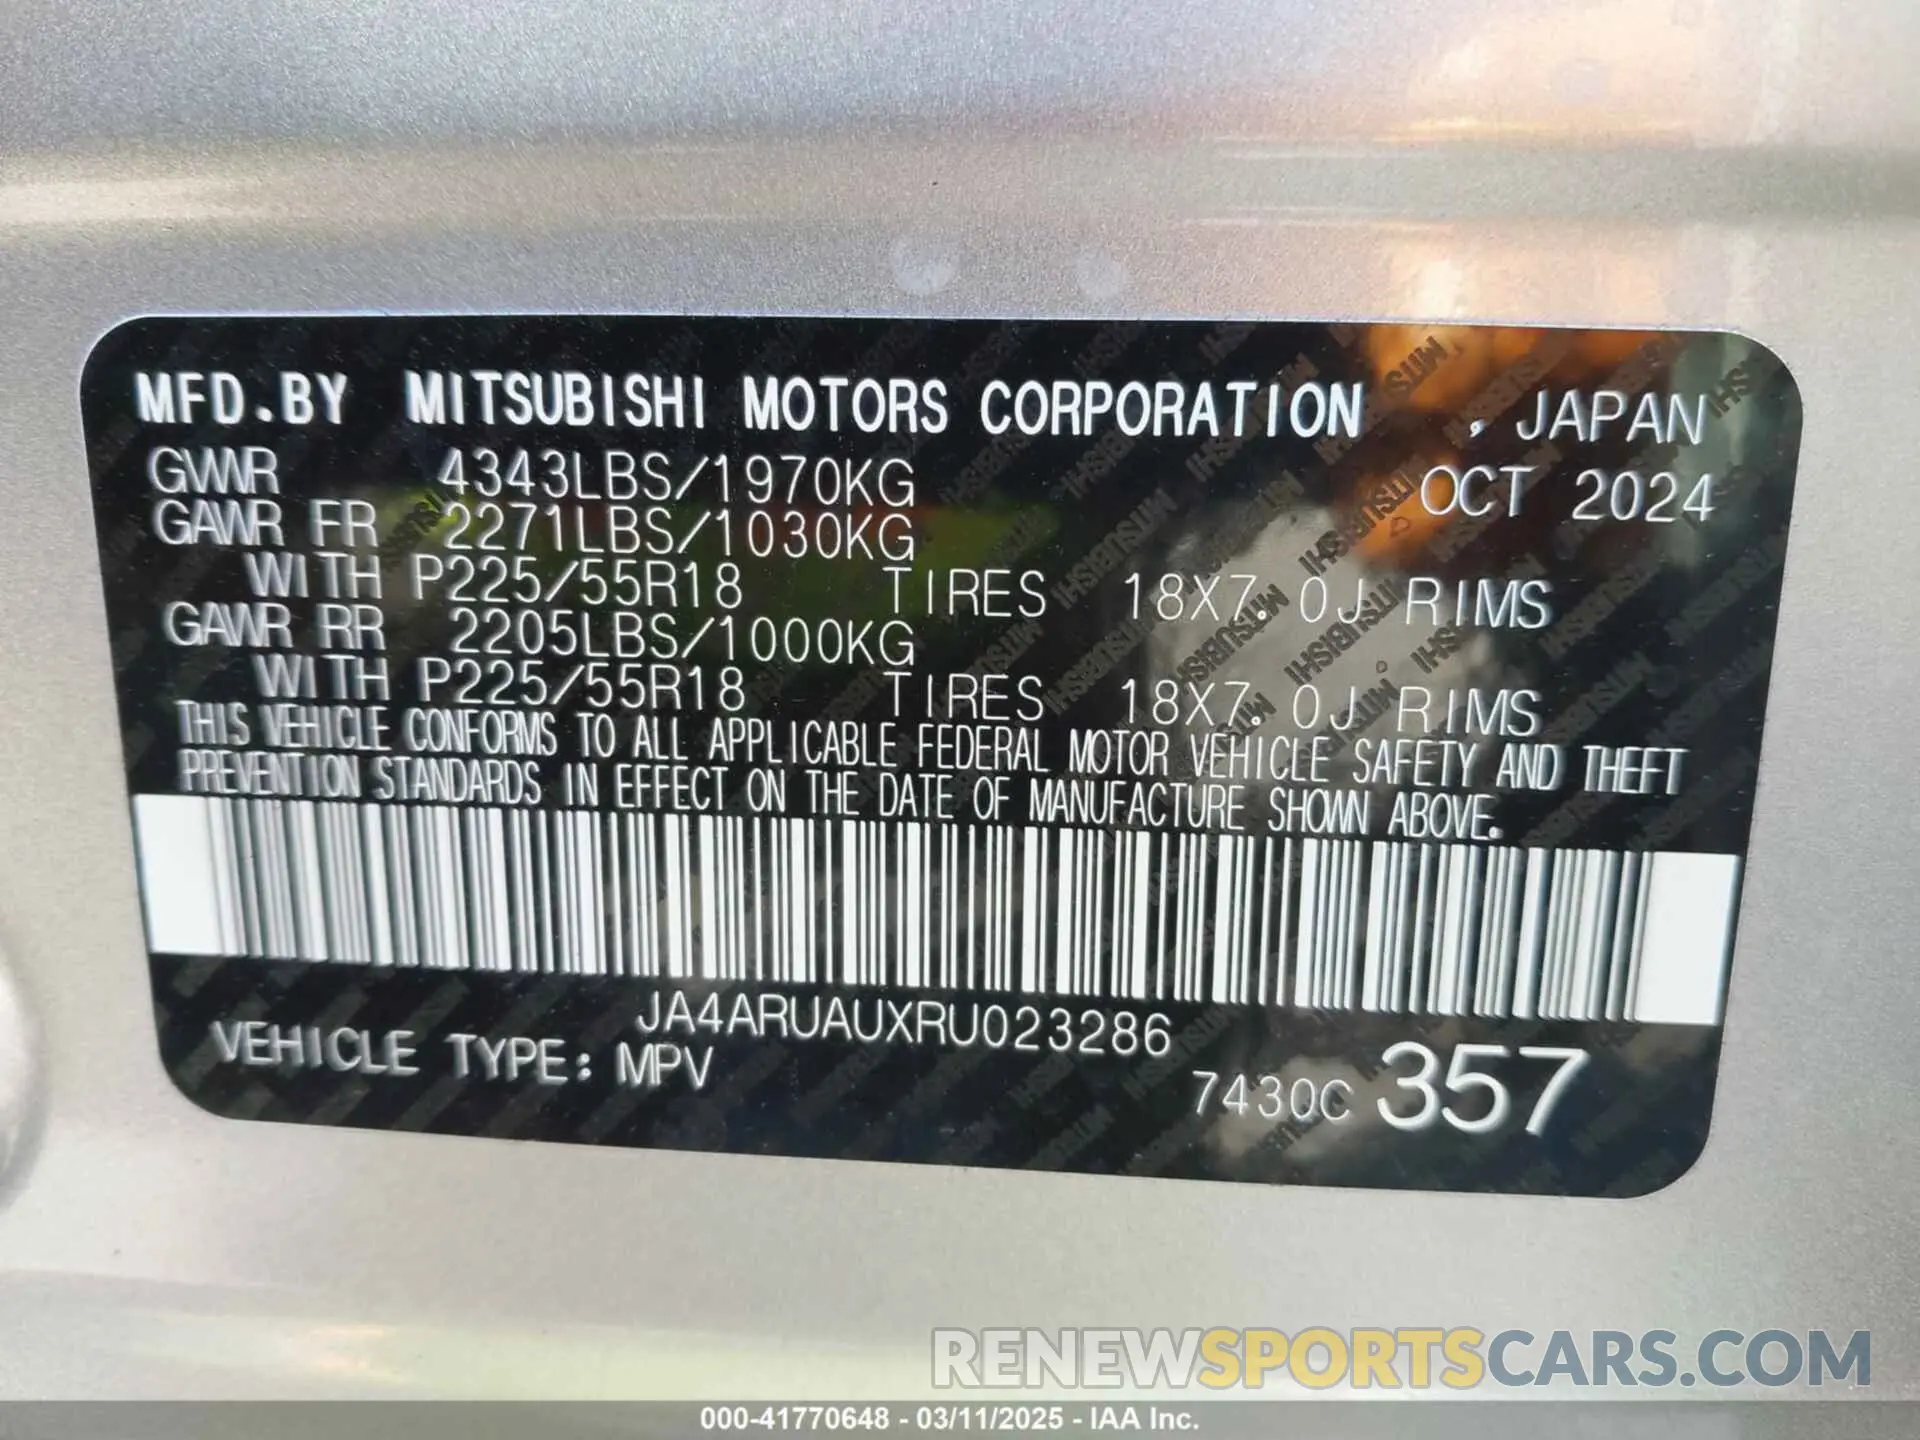 MFD.BY MITSUBISHI MOTORS CORPORATION , JAPAN
GVWR 4343LBS/1970KG OCT 2024
GAWR FR 2271LBS/1030KG
WITH P225/55R18 TIRES 18X7.0J RIMS
GAWR RR 2205LBS/1000KG
WITH P225/55R18 TIRES 18X7.0J RIMS
THIS VEHICLE CONFORMS TO ALL APPLICABLE FEDERAL MOTOR VEHICLE SAFETY AND THEFT
PREVENTION STANDARDS IN EFFECT ON THE DATE OF MANUFACTURE SHOWN ABOVE.
JA4ARUAUXRU023286
VEHICLE TYPE: MPV 7430C 357
RENEWSPORTSCARS.COM
000-41770648 - 03/11/2025 - IAA Inc.